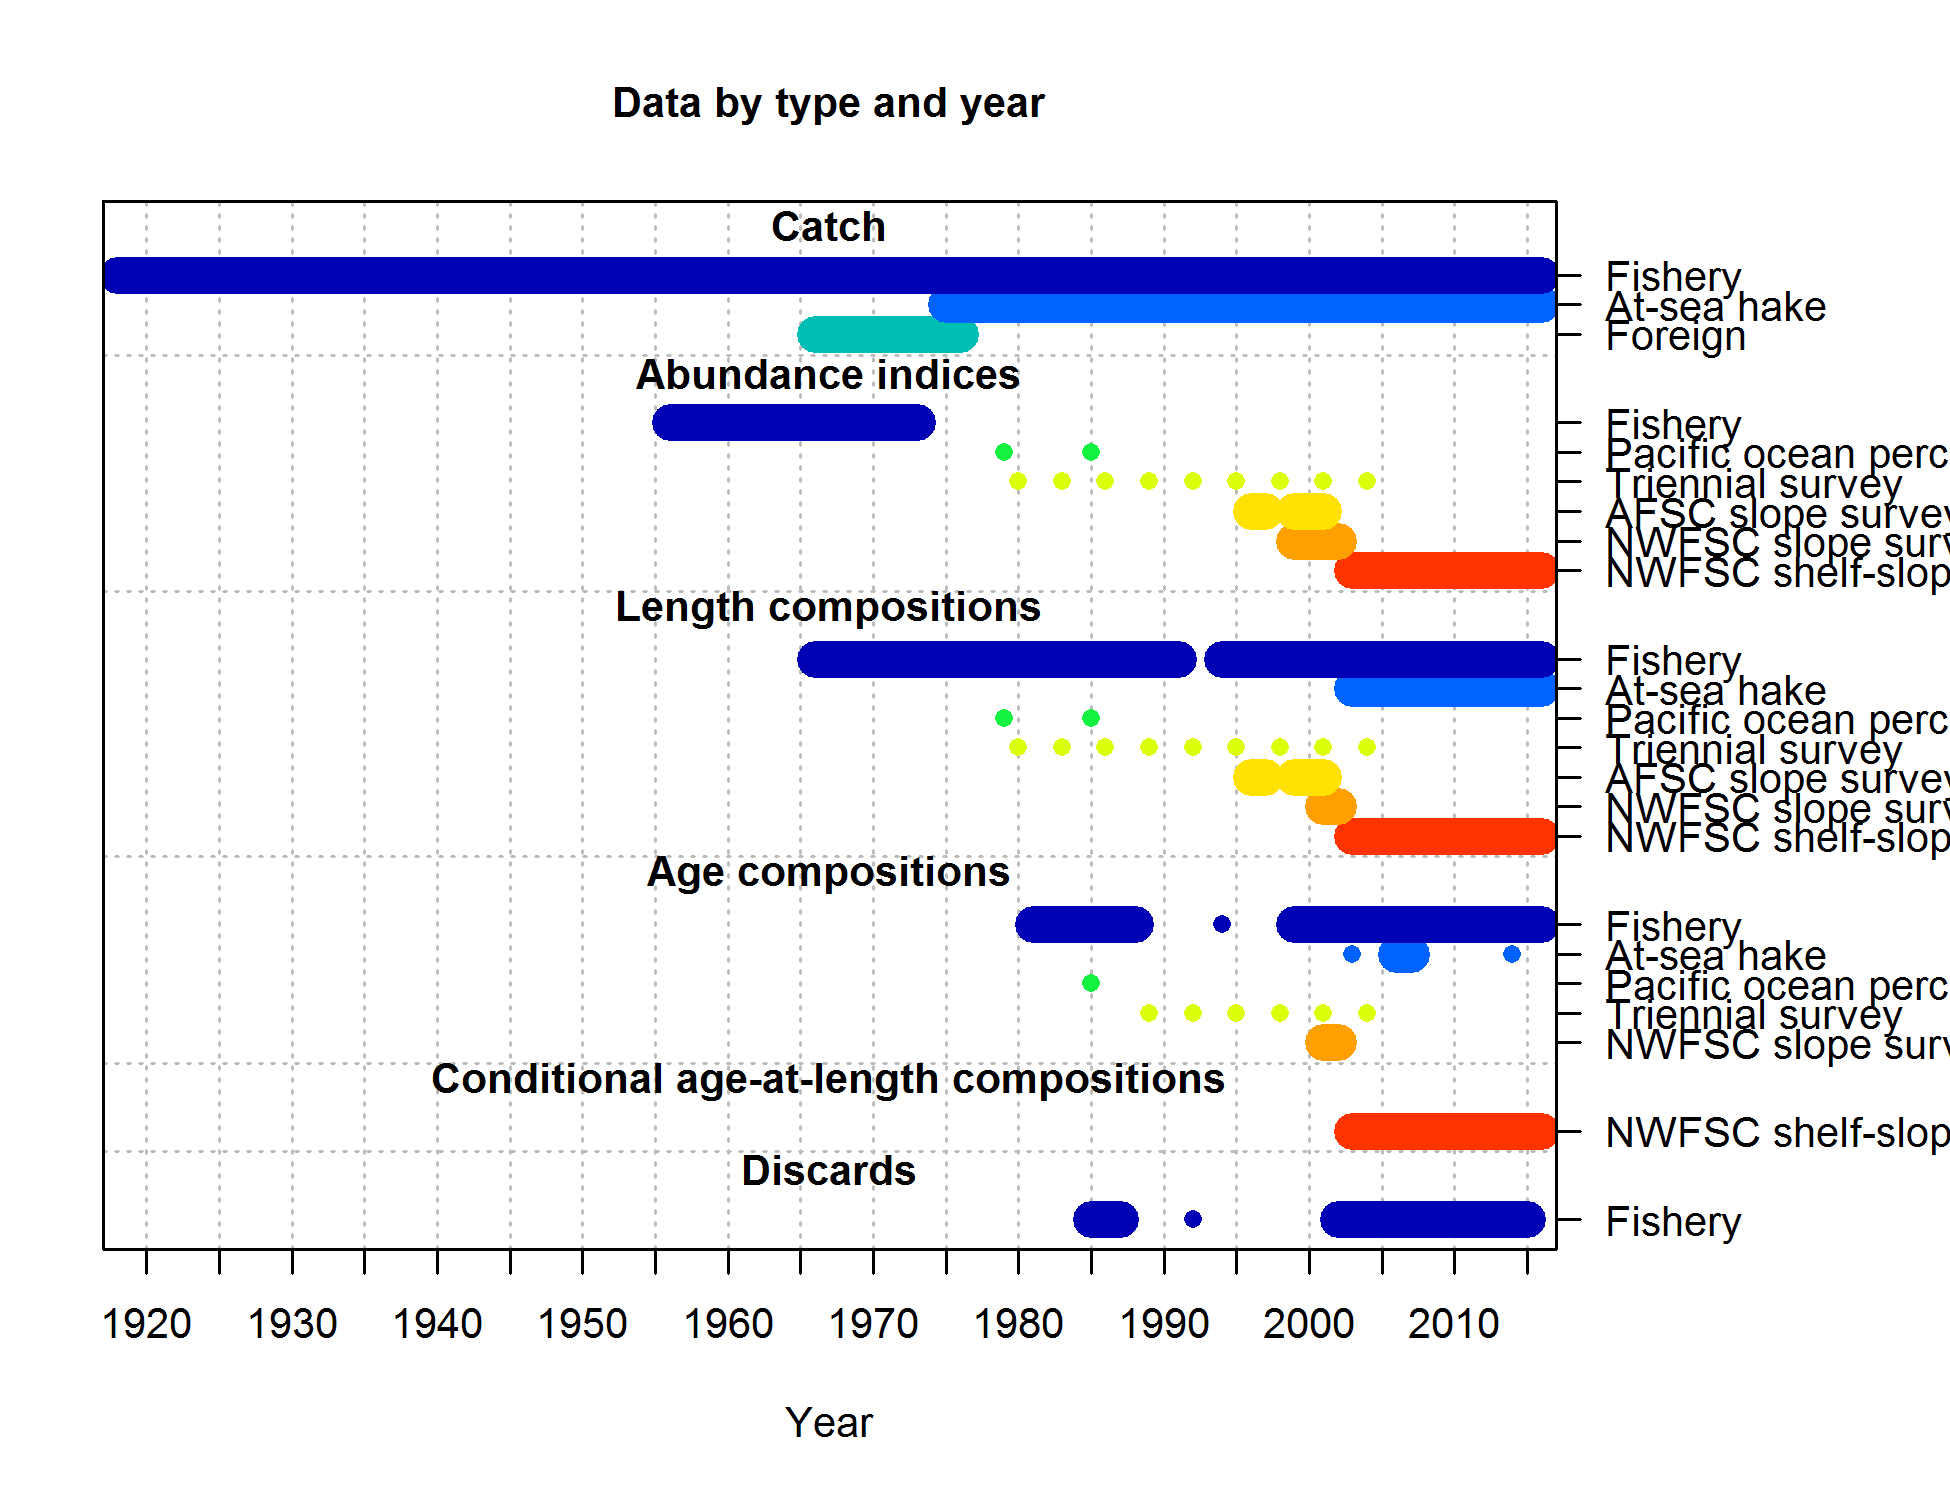 Data by type and year
Catch
Fishery
At-sea hake
Foreign
Abundance indices
Fishery
Pacific ocean perc
Triennial survey
AFSC slope survey
NWFSC slope surv
NWFSC shelf-slop
Length compositions
Fishery
At-sea hake
Pacific ocean perc
Triennial survey
AFSC slope survey
NWFSC slope surv
NWFSC shelf-slop
Age compositions
Fishery
At-sea hake
Pacific ocean perc
Triennial survey
NWFSC slope surv
Conditional age-at-length compositions
NWFSC shelf-slop
Discards
Fishery
1920 1930 1940 1950 1960 1970 1980 1990 2000 2010
Year